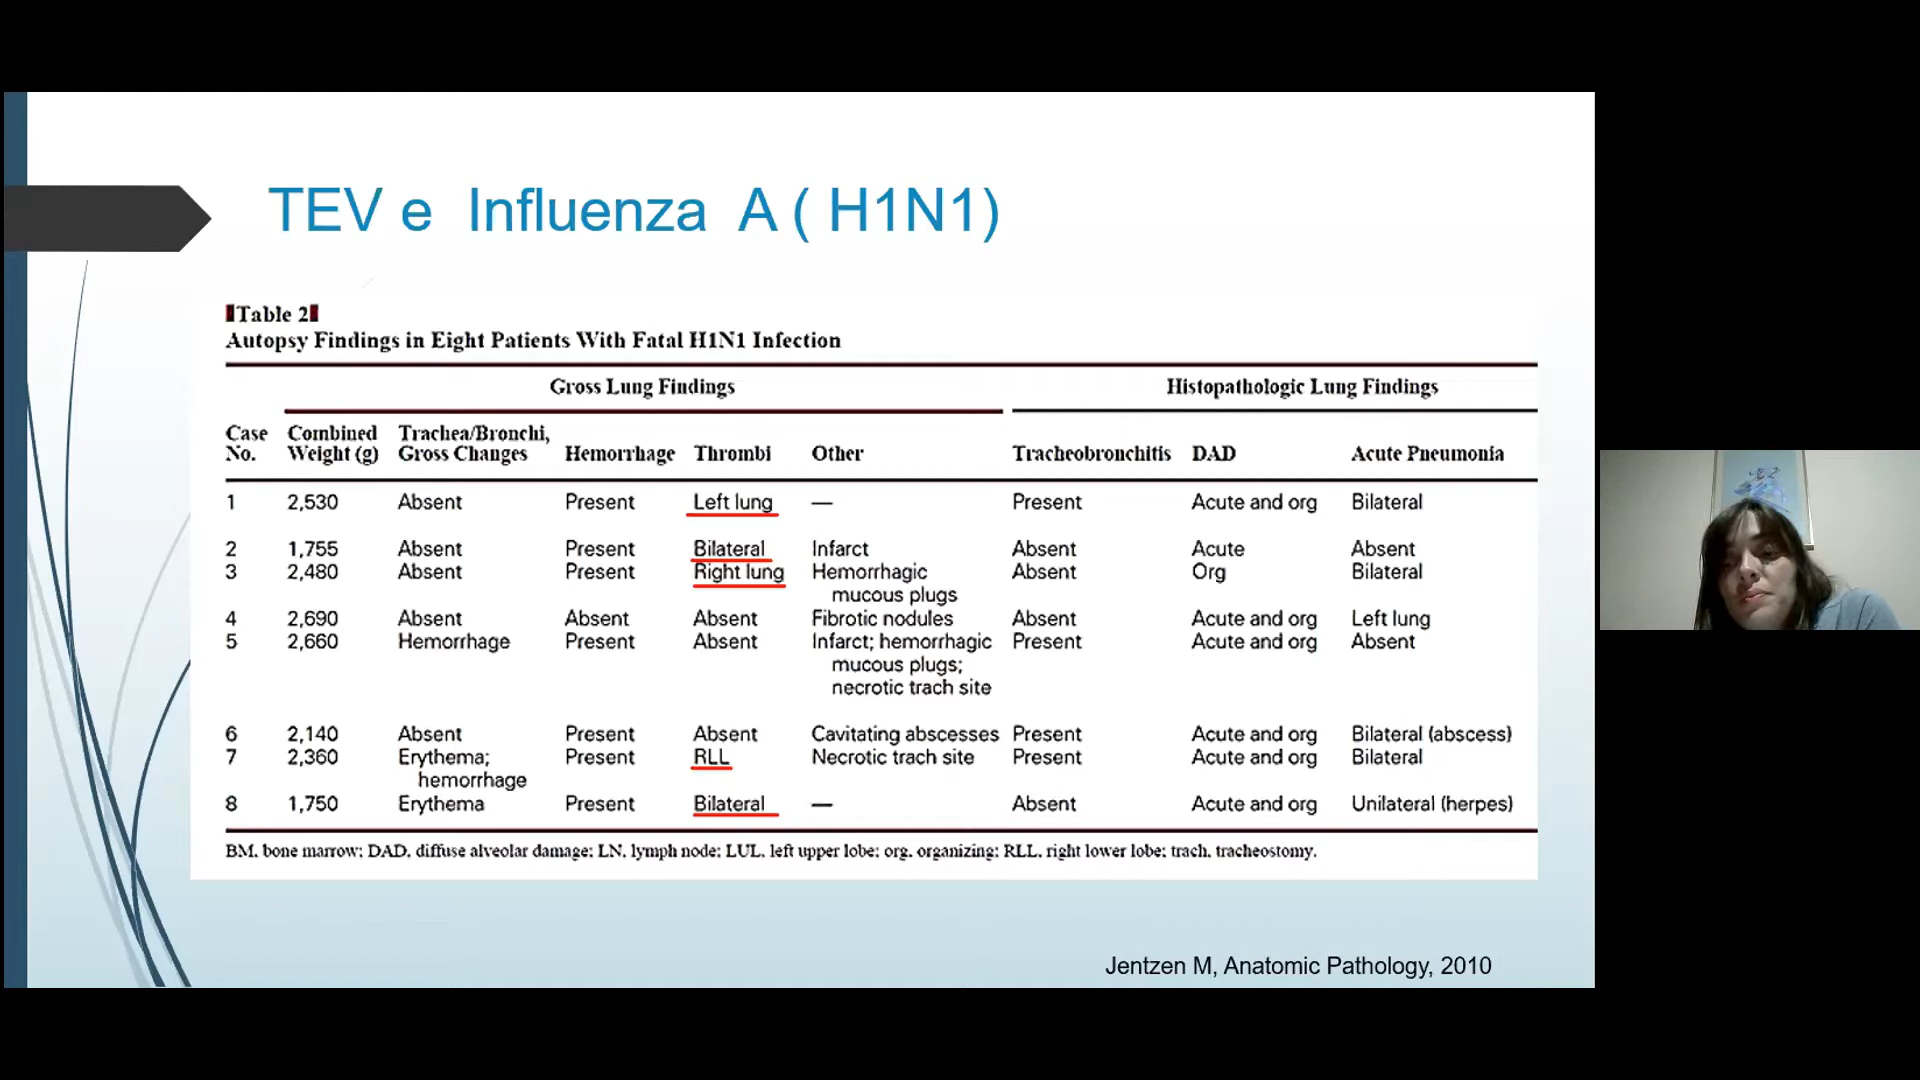 TEV e Influenza A ( H1N1)
Table 2
Autopsy Findings in Eight Patients With Fatal H1N1 Infection
Gross Lung Findings Histopathologic Lung Findings
Case No. Combined Weight (g) Trachea/Bronchi, Gross Changes Hemorrhage Thrombi Other Tracheobronchitis DAD Acute Pneumonia
1 2,530 Absent Present Left lung — Present Acute and org Bilateral
2 1,755 Absent Present Bilateral Infarct Absent Acute Absent
3 2,480 Absent Present Right lung Hemorrhagic mucous plugs Absent Org Bilateral
4 2,690 Absent Absent Absent Fibrotic nodules Absent Acute and org Left lung
5 2,660 Hemorrhage Present Absent Infarct; hemorrhagic mucous plugs; necrotic trach site Present Acute and org Absent
6 2,140 Absent Present Absent Cavitating abscesses Present Acute and org Bilateral (abscess)
7 2,360 Erythema; hemorrhage Present RLL Necrotic trach site Present Acute and org Bilateral
8 1,750 Erythema Present Bilateral — Absent Acute and org Unilateral (herpes)
BM, bone marrow; DAD, diffuse alveolar damage; LN, lymph node; LUL, left upper lobe; org, organizing; RLL, right lower lobe; trach, tracheostomy.
Jentzen M, Anatomic Pathology, 2010